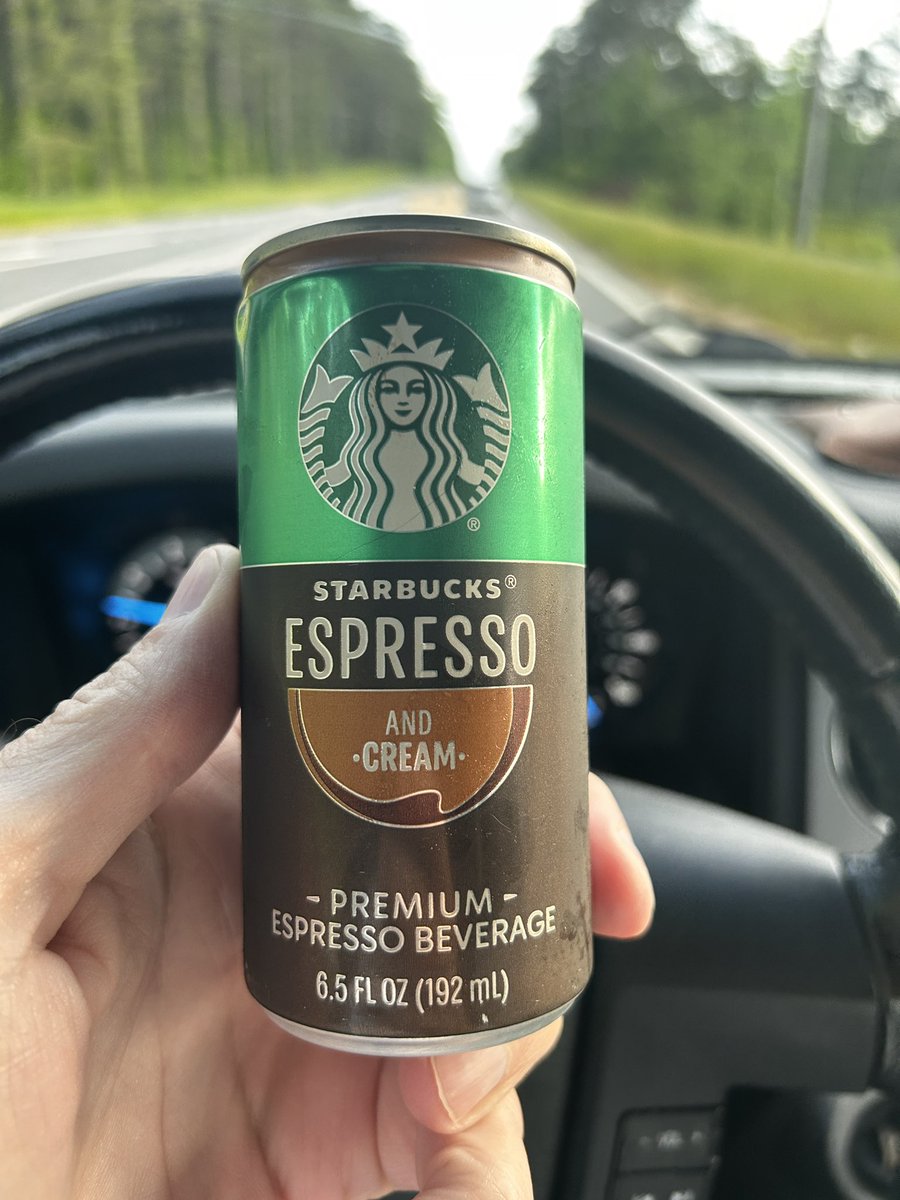 ®
STARBUCKS®
ESPRESSO
AND
·CREAM·
– PREMIUM –
ESPRESSO BEVERAGE
6.5 FL OZ (192 mL)